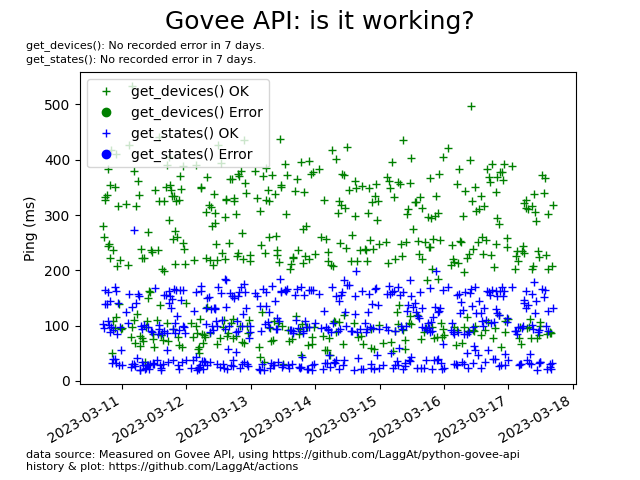 Govee API: is it working?
get_devices(): No recorded error in 7 days.
get_states(): No recorded error in 7 days.
get_devices() OK
get_devices() Error
get_states() OK
get_states() Error
Ping (ms)
500
400
300
200
100
0
2023-03-11
2023-03-12
2023-03-13
2023-03-14
2023-03-15
2023-03-16
2023-03-17
2023-03-18
data source: Measured on Govee API, using https://github.com/LaggAt/python-govee-api
history & plot: https://github.com/LaggAt/actions